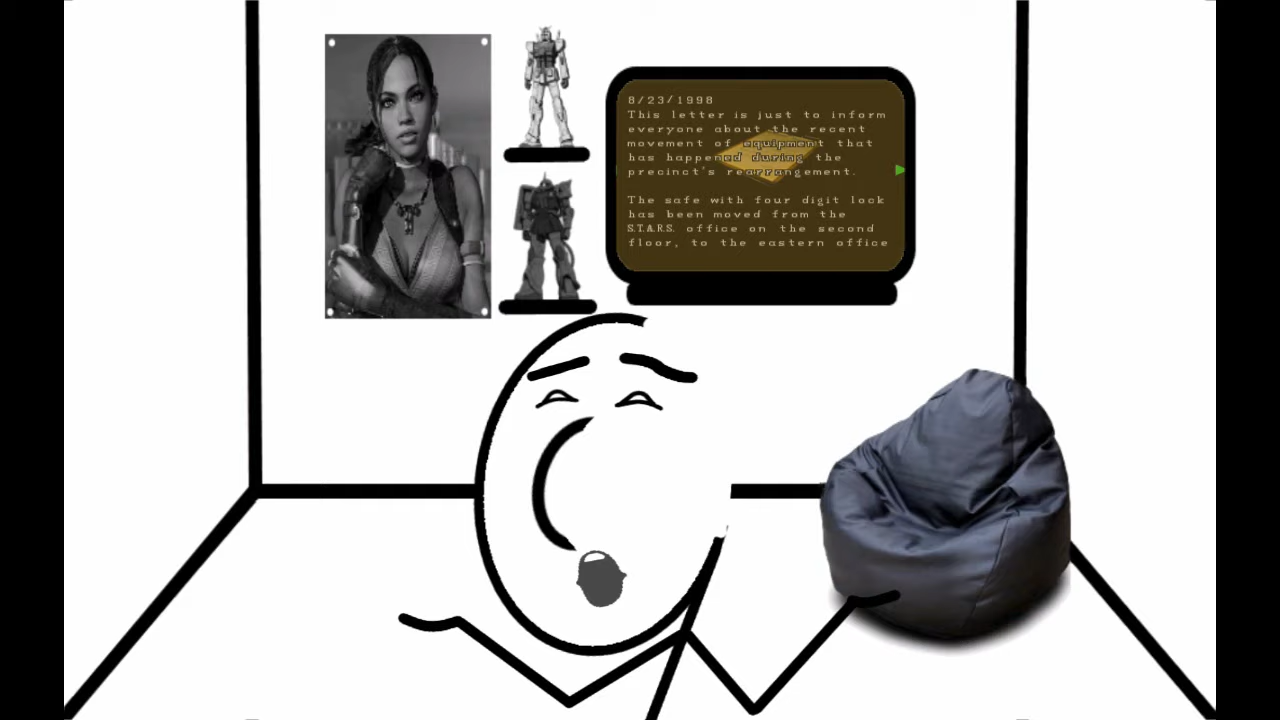 8/23/1998
This letter is just to inform
everyone about the recent
movement of equipment that
has happened during the
precinct's rearrangement.
The safe with four digit lock
has been moved from the
S.T.A.R.S. office on the second
floor, to the eastern office